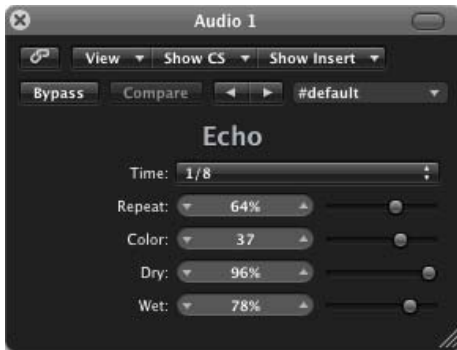 Audio 1
View Show CS Show Insert
Bypass Compare #default
Echo
Time: 1/8
Repeat: 64%
Color: 37
Dry: 96%
Wet: 78%